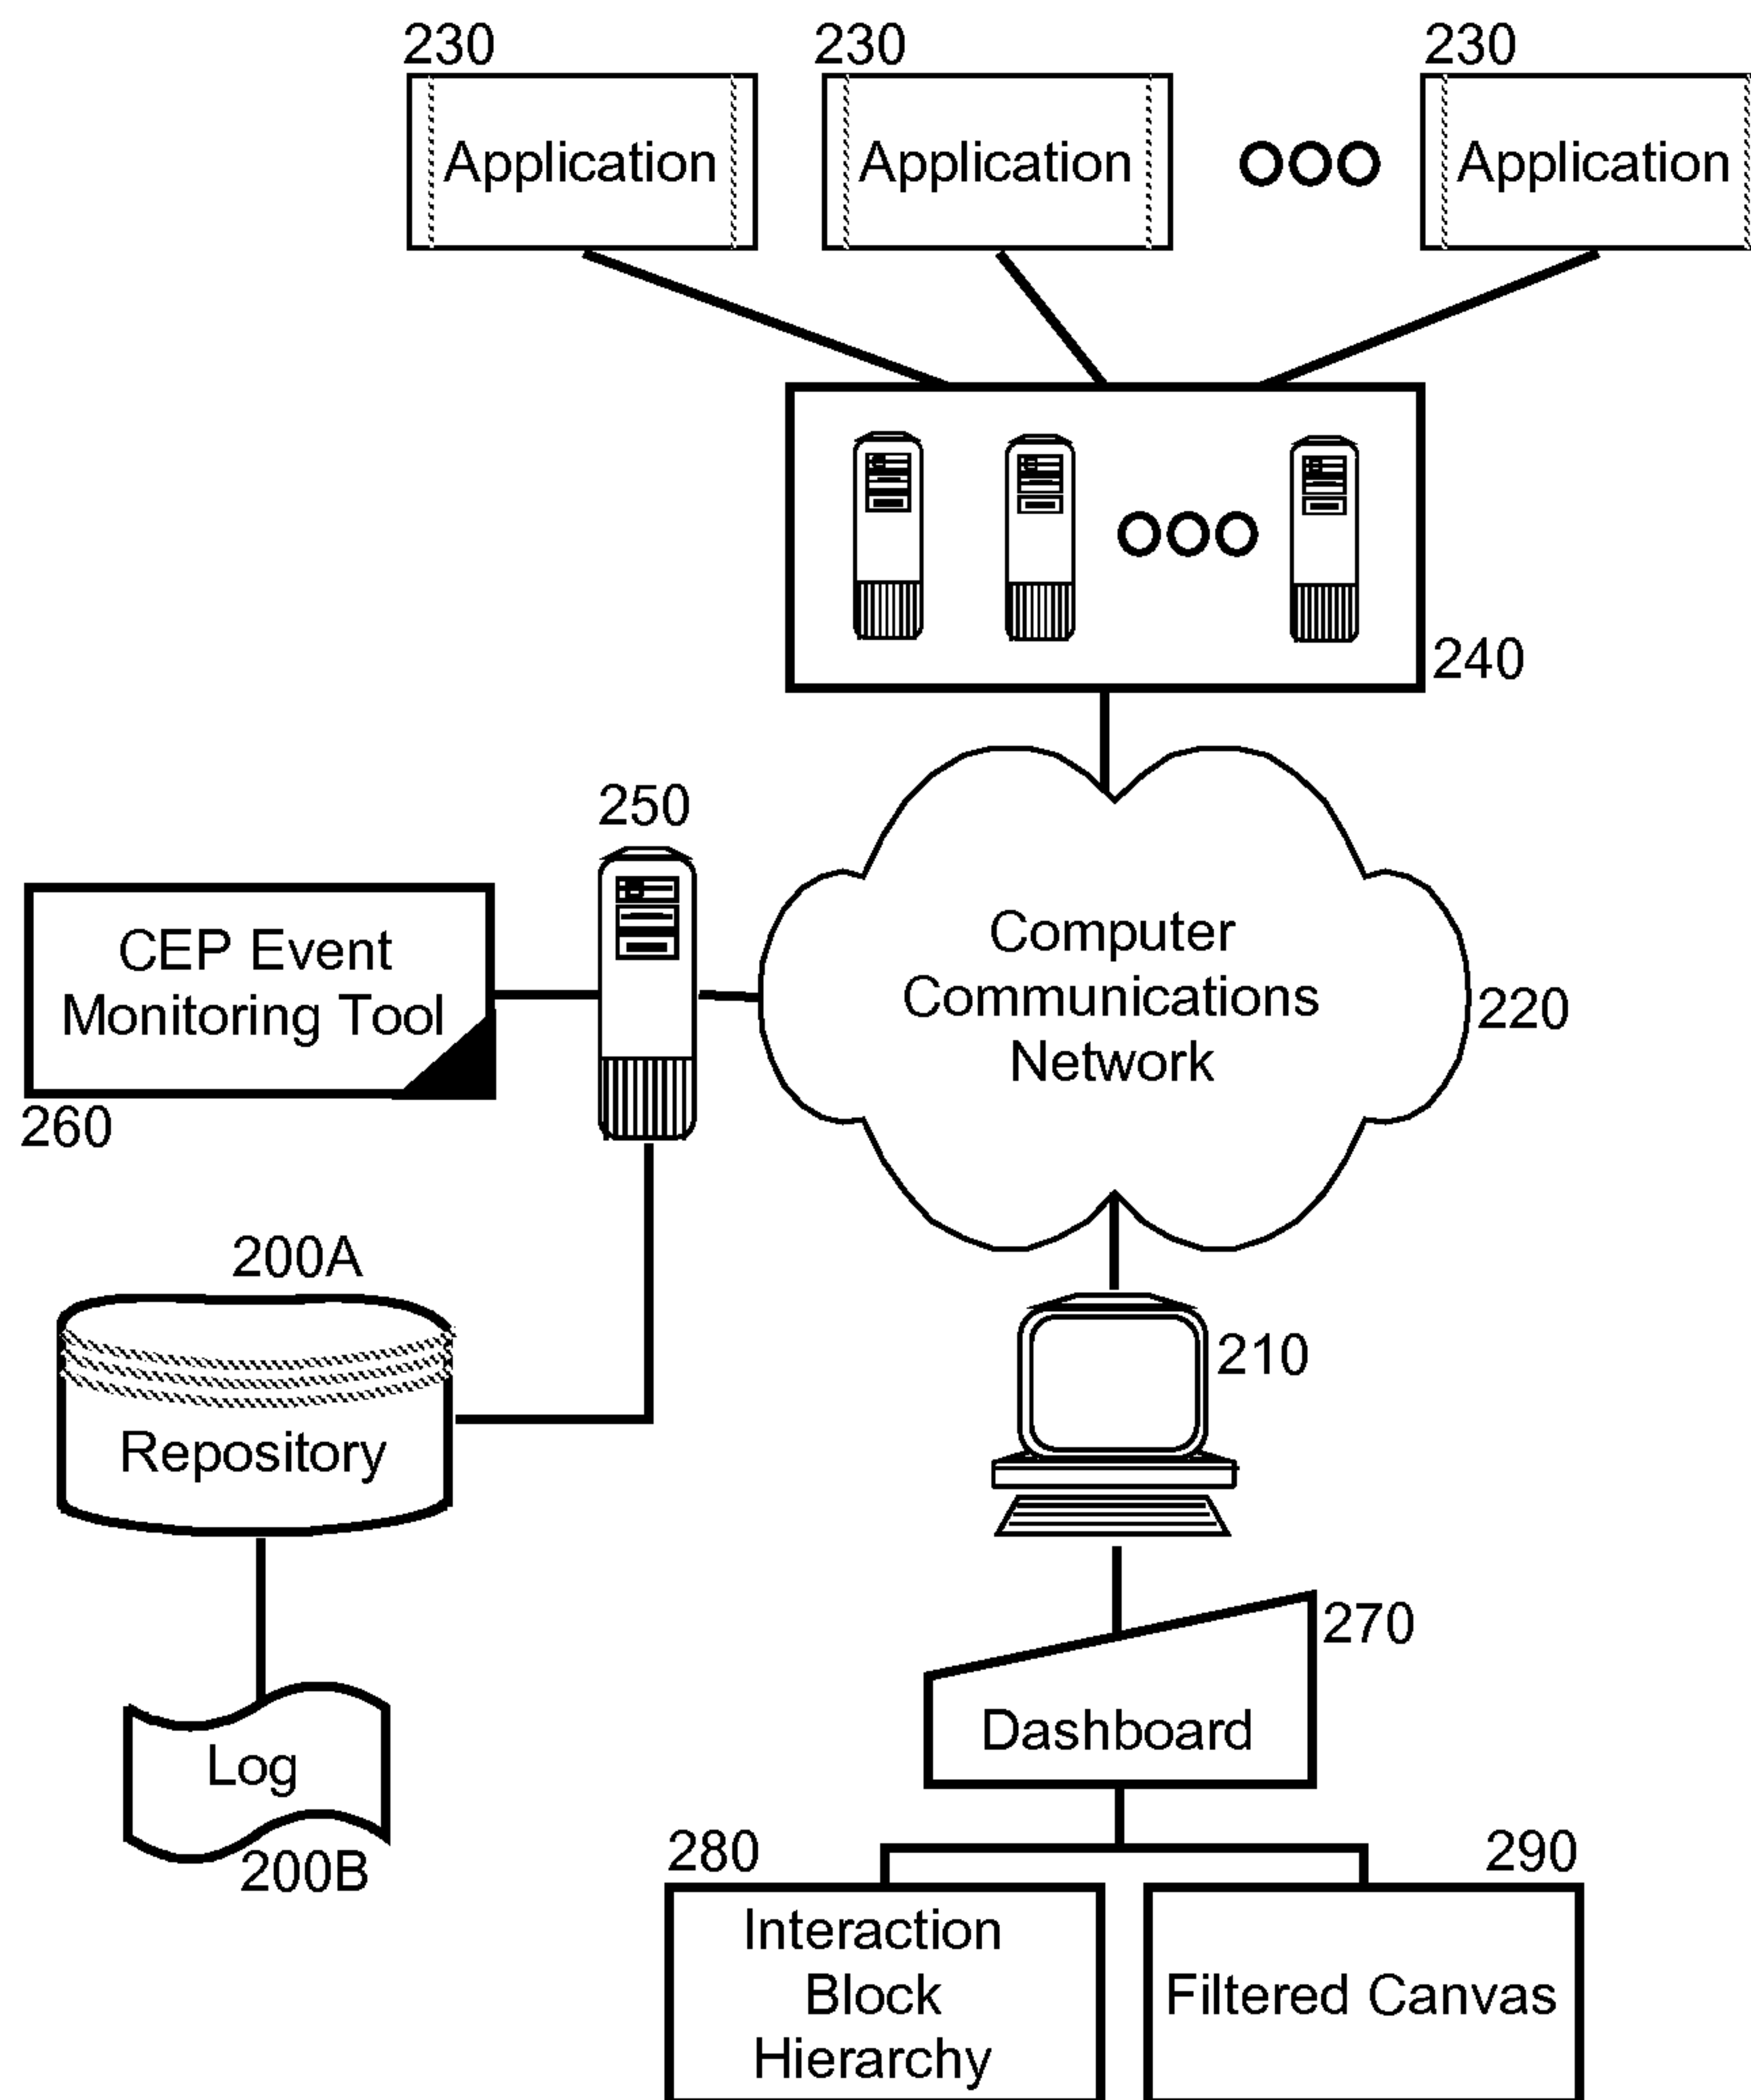 230 230 230
Application Application Application
240
250
CEP Event
Monitoring Tool
260
Computer
Communications
Network
220
200A
Repository
210
270
Dashboard
Log
200B
280 290
Interaction
Block
Hierarchy
Filtered Canvas